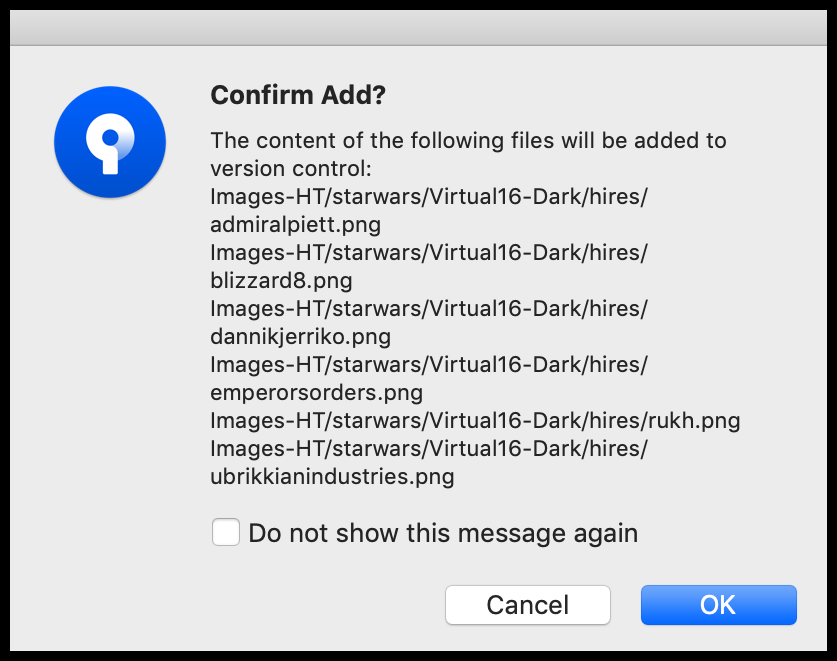 Confirm Add?
The content of the following files will be added to
version control:
Images-HT/starwars/Virtual16-Dark/hires/
admiralpiett.png
Images-HT/starwars/Virtual16-Dark/hires/
blizzard8.png
Images-HT/starwars/Virtual16-Dark/hires/
dannikjerriko.png
Images-HT/starwars/Virtual16-Dark/hires/
emperorsorders.png
Images-HT/starwars/Virtual16-Dark/hires/rukh.png
Images-HT/starwars/Virtual16-Dark/hires/
ubrikkianindustries.png
Do not show this message again
Cancel OK